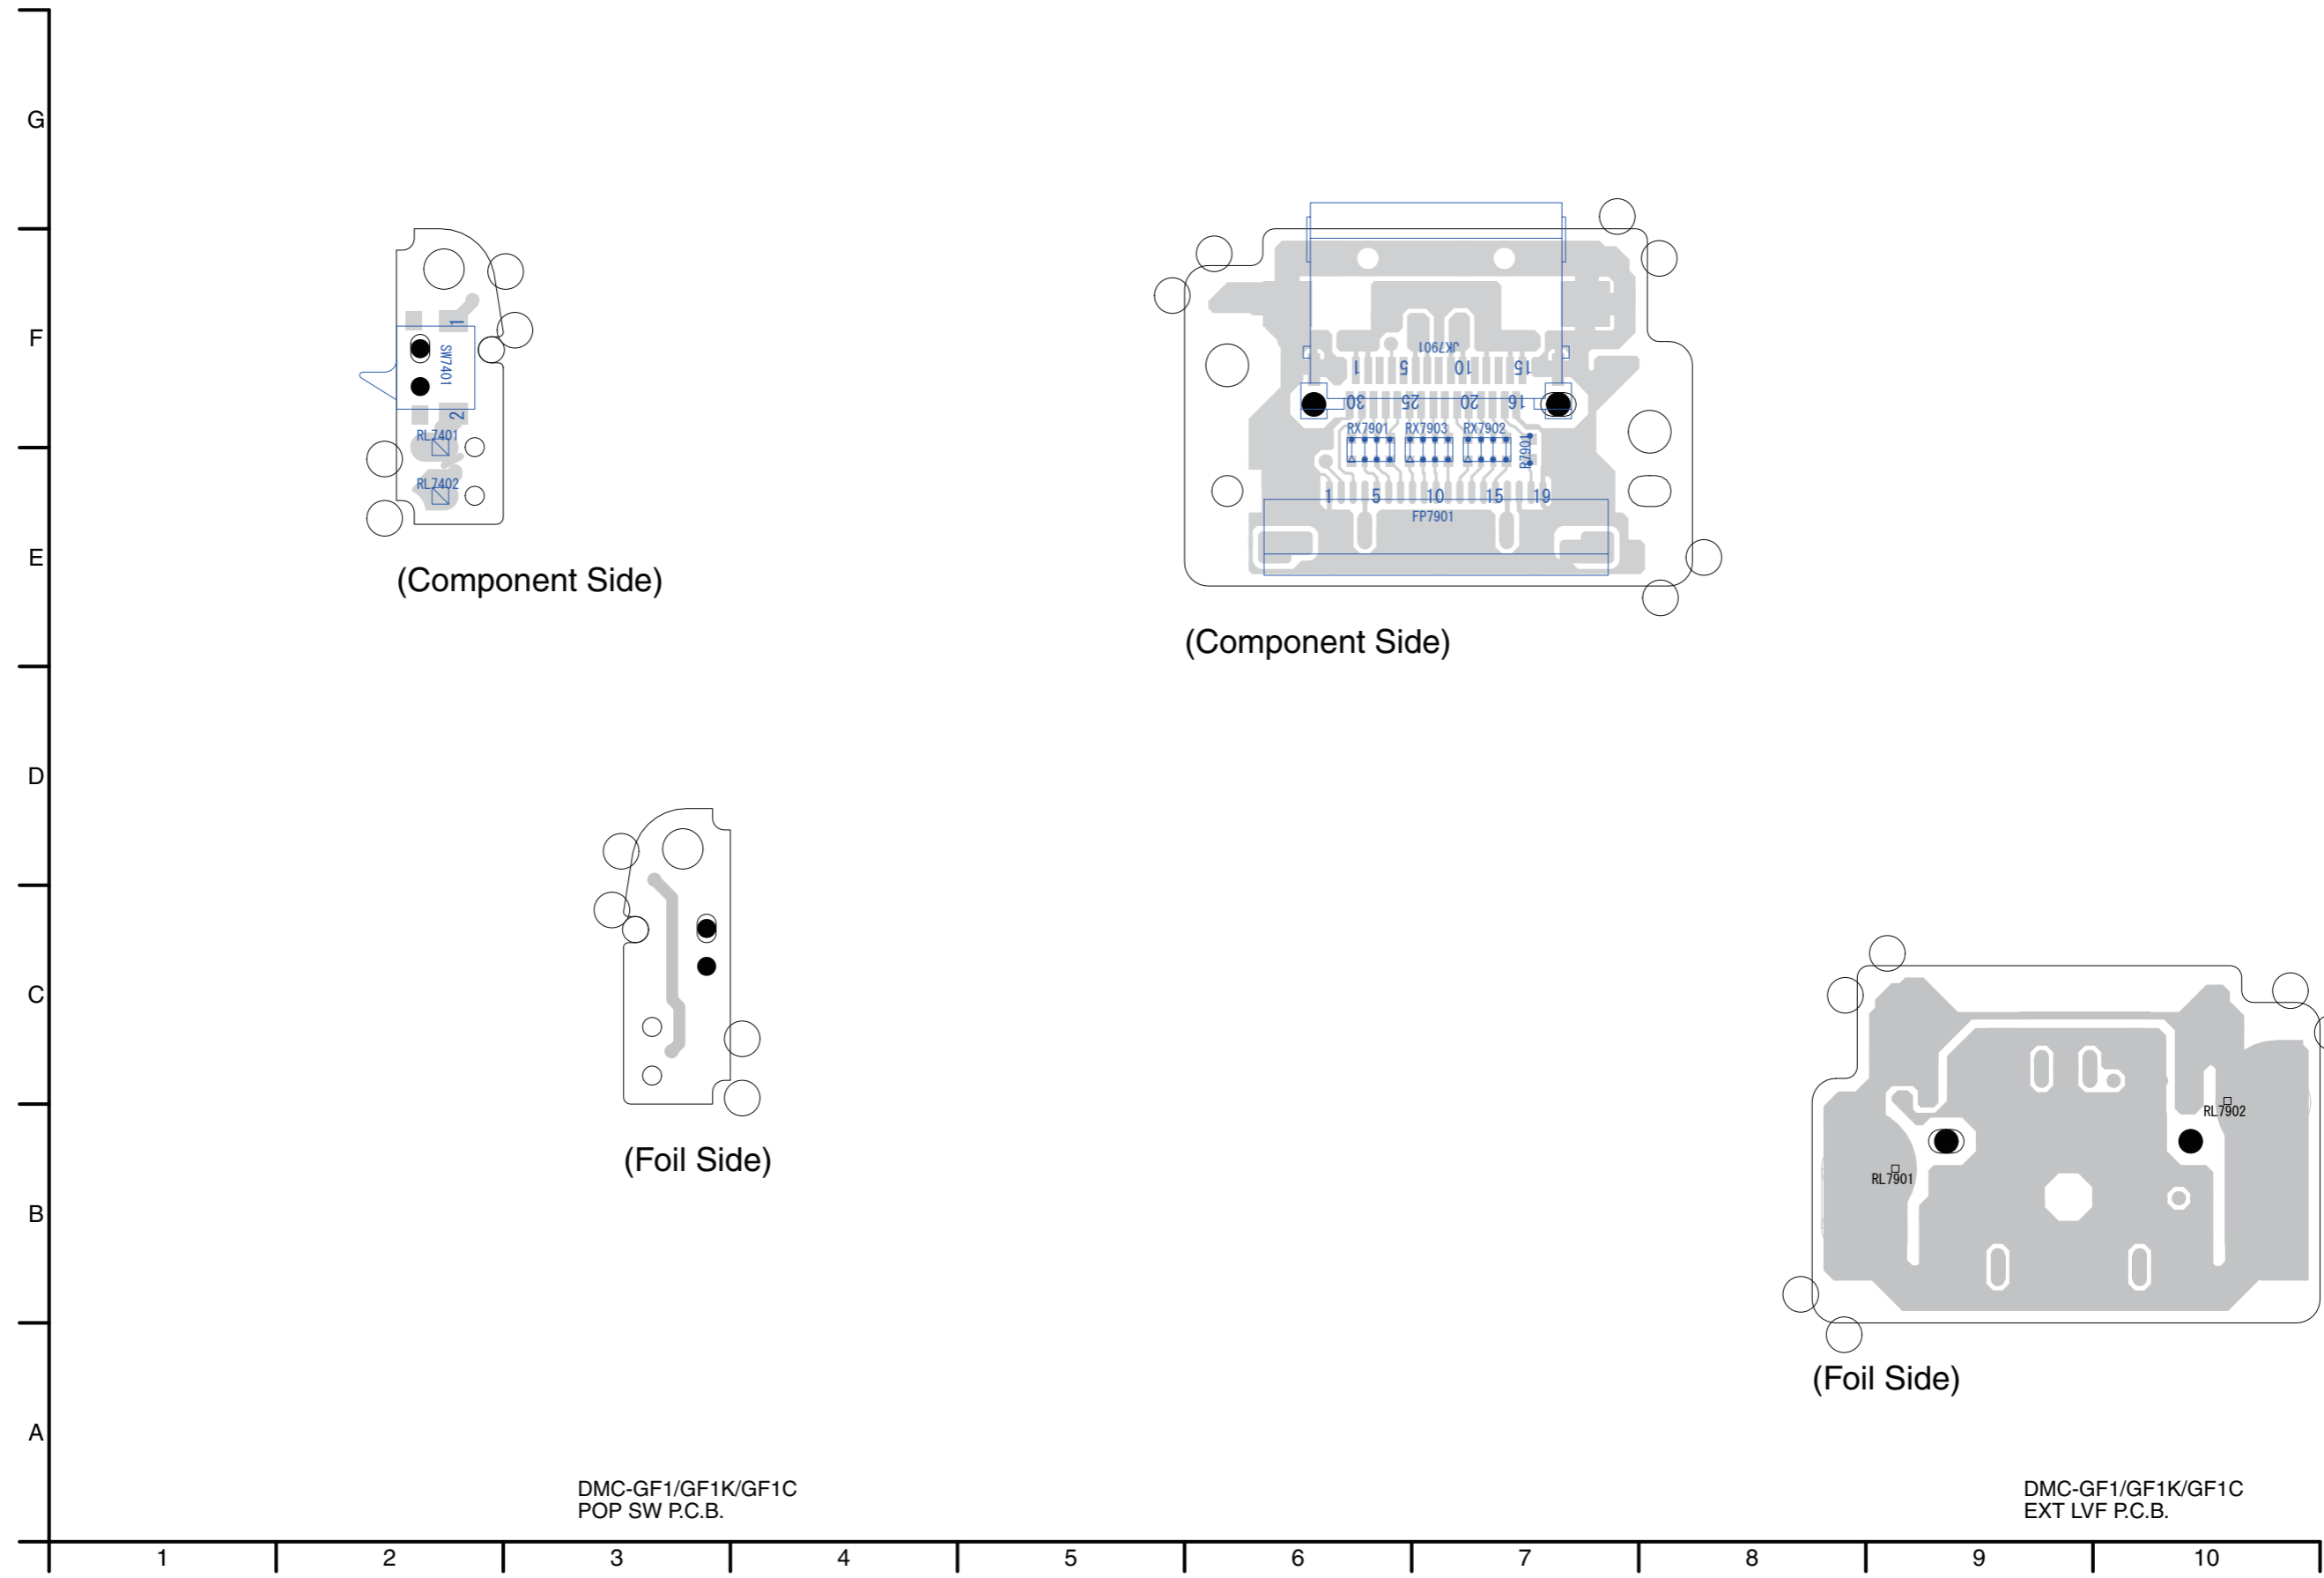 G
F
E
D
C
B
A
1
SW7401
2
RL7401
RL7402
(Component Side)
JK7901
1 5 10 15
30 25 20 16
RX7901 RX7903 RX7902
R7901
1 5 10 15 19
FP7901
(Component Side)
(Foil Side)
RL7902
RL7901
(Foil Side)
DMC-GF1/GF1K/GF1C
POP SW P.C.B.
DMC-GF1/GF1K/GF1C
EXT LVF P.C.B.
1 2 3 4 5 6 7 8 9 10